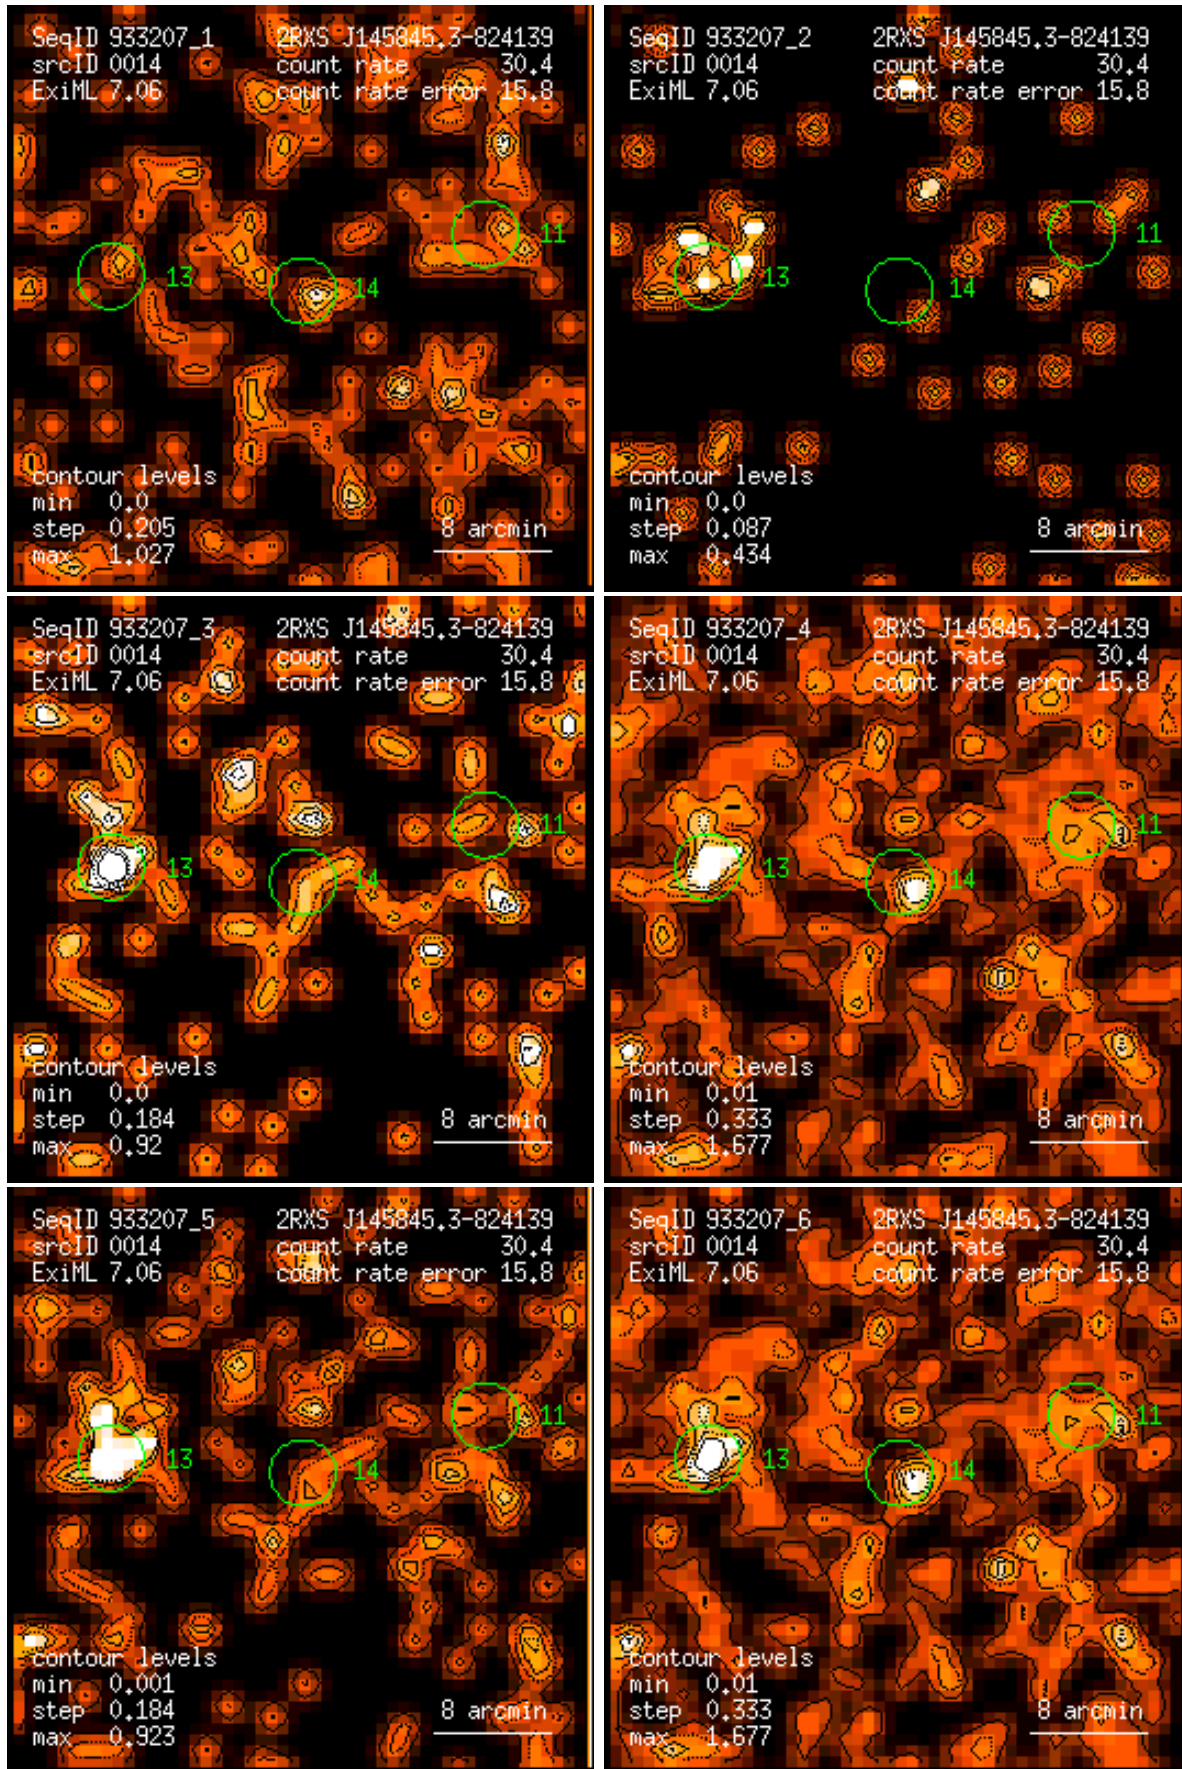 SeqID 933207_1 2RXS J145845.3-824139
srcID 0014 count rate 30.4
ExiML 7.06 count rate error 15.8
11
13
14
contour levels
min 0.0
step 0.205 8 arcmin
max 1.027
SeqID 933207_2 2RXS J145845.3-824139
srcID 0014 count rate 30.4
ExiML 7.06 count rate error 15.8
11
13
14
contour levels
min 0.0
step 0.087 8 arcmin
max 0.434
SeqID 933207_3 2RXS J145845.3-824139
srcID 0014 count rate 30.4
ExiML 7.06 count rate error 15.8
11
13
14
contour levels
min 0.0
step 0.184 8 arcmin
max 0.92
SeqID 933207_4 2RXS J145845.3-824139
srcID 0014 count rate 30.4
ExiML 7.06 count rate error 15.8
11
13
14
contour levels
min 0.01
step 0.333 8 arcmin
max 1.677
SeqID 933207_5 2RXS J145845.3-824139
srcID 0014 count rate 30.4
ExiML 7.06 count rate error 15.8
11
13
14
contour levels
min 0.001
step 0.184 8 arcmin
max 0.923
SeqID 933207_6 2RXS J145845.3-824139
srcID 0014 count rate 30.4
ExiML 7.06 count rate error 15.8
11
13
14
contour levels
min 0.01
step 0.333 8 arcmin
max 1.677